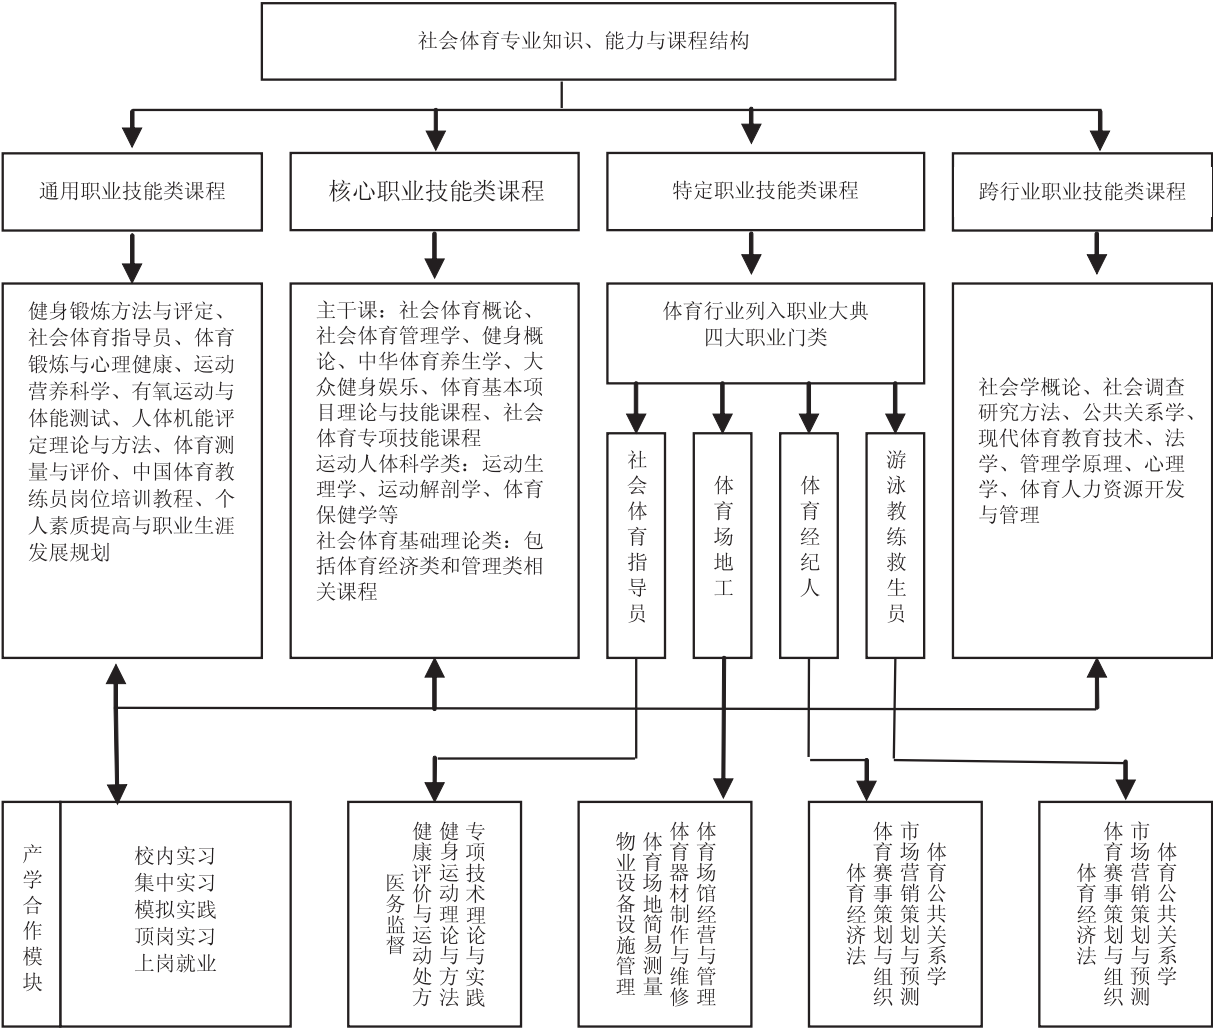 社会体育专业知识、能力与课程结构
通用职业技能类课程
核心职业技能类课程
特定职业技能类课程
跨行业职业技能类课程
健身锻炼方法与评定、
社会体育指导员、体育
锻炼与心理健康、运动
营养科学、有氧运动与
体能测试、人体机能评
定理论与方法、体育测
量与评价、中国体育教
练员岗位培训教程、个
人素质提高与职业生涯
发展规划
主干课：社会体育概论、
社会体育管理学、健身概
论、中华体育养生学、大
众健身娱乐、体育基本项
目理论与技能课程、社会
体育专项技能课程
运动人体科学类：运动生
理学、运动解剖学、体育
保健学等
社会体育基础理论类：包
括体育经济类和管理类相
关课程
体育行业列入职业大典
四大职业门类
社会体育指导员
体育场地工
体育经纪人
游泳教练救生员
社会学概论、社会调查
研究方法、公共关系学、
现代体育教育技术、法
学、管理学原理、心理
学、体育人力资源开发
与管理
产学合作模块
校内实习
集中实习
模拟实践
顶岗实习
上岗就业
专项技术理论与实践
健身运动理论与方法
健康评价与运动处方
医务监督
体育场馆经营与管理
体育器材制作与维修
体育场地简易测量
物业设备设施管理
体育公共关系学
市场营销策划与预测
体育赛事策划与组织
体育经济法
体育公共关系学
市场营销策划与预测
体育赛事策划与组织
体育经济法